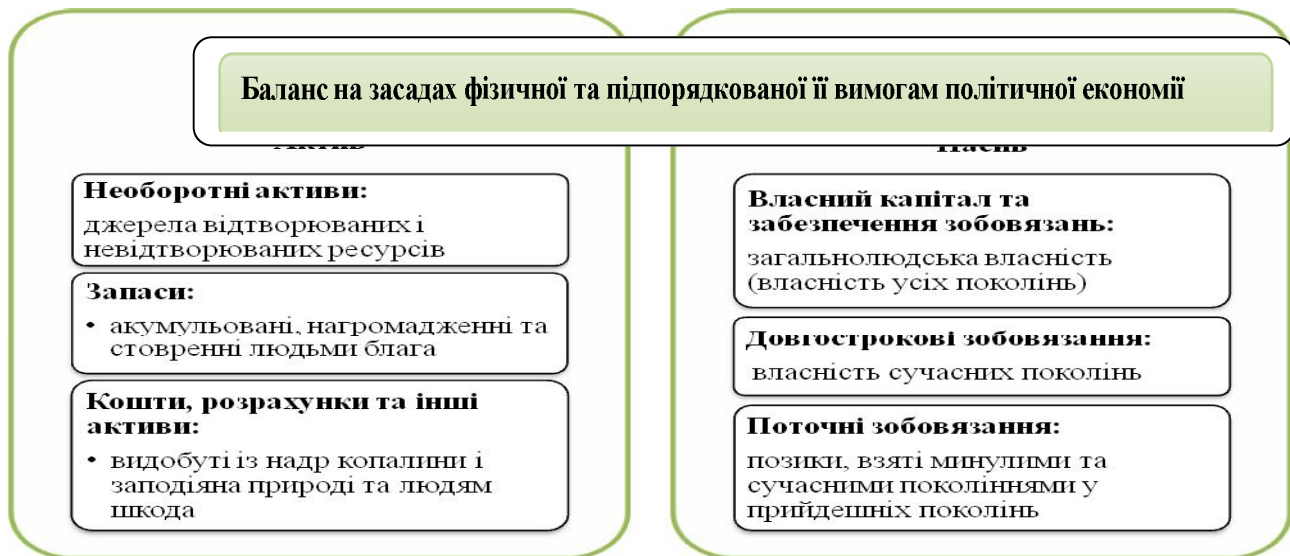 Баланс на засадах фізичної та підпорядкованої її вимогам політичної економії
Актив
Необоротні активи:
джерела відтворюваних і
невідтворюваних ресурсів
Запаси:
• акумульовані, нагромадженні та
стовренні людьми блага
Кошти, розрахунки та інші
активи:
• видобуті із надр копалини і
заподіяна природі та людям
шкода
Пасив
Власний капітал та
забезпечення зобовязань:
загальнолюдська власність
(власність усіх поколінь)
Довгострокові зобовязання:
власність сучасних поколінь
Поточні зобовязання:
позики, взяті минулими та
сучасними поколіннями у
прийдешніх поколінь